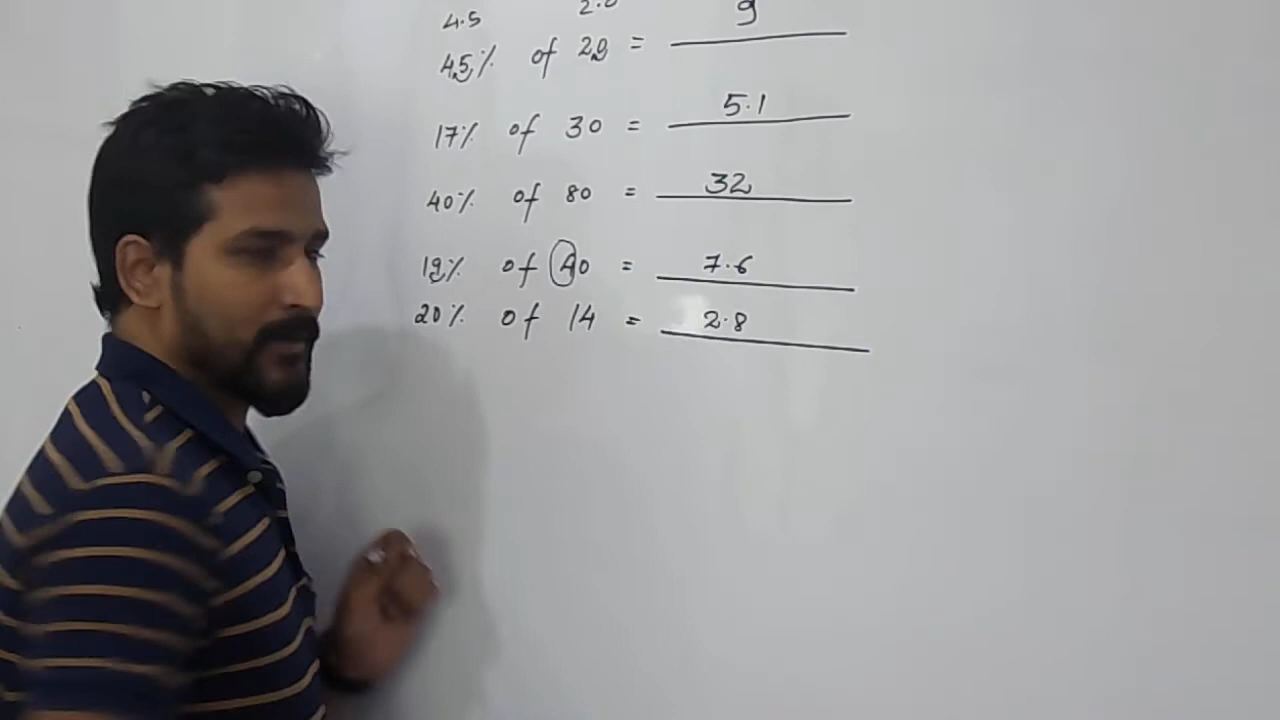 4.5 2.0 9
45% of 20 =
17% of 30 = 5.1
40% of 80 = 32
19% of 40 = 7.6
20% of 14 = 2.8